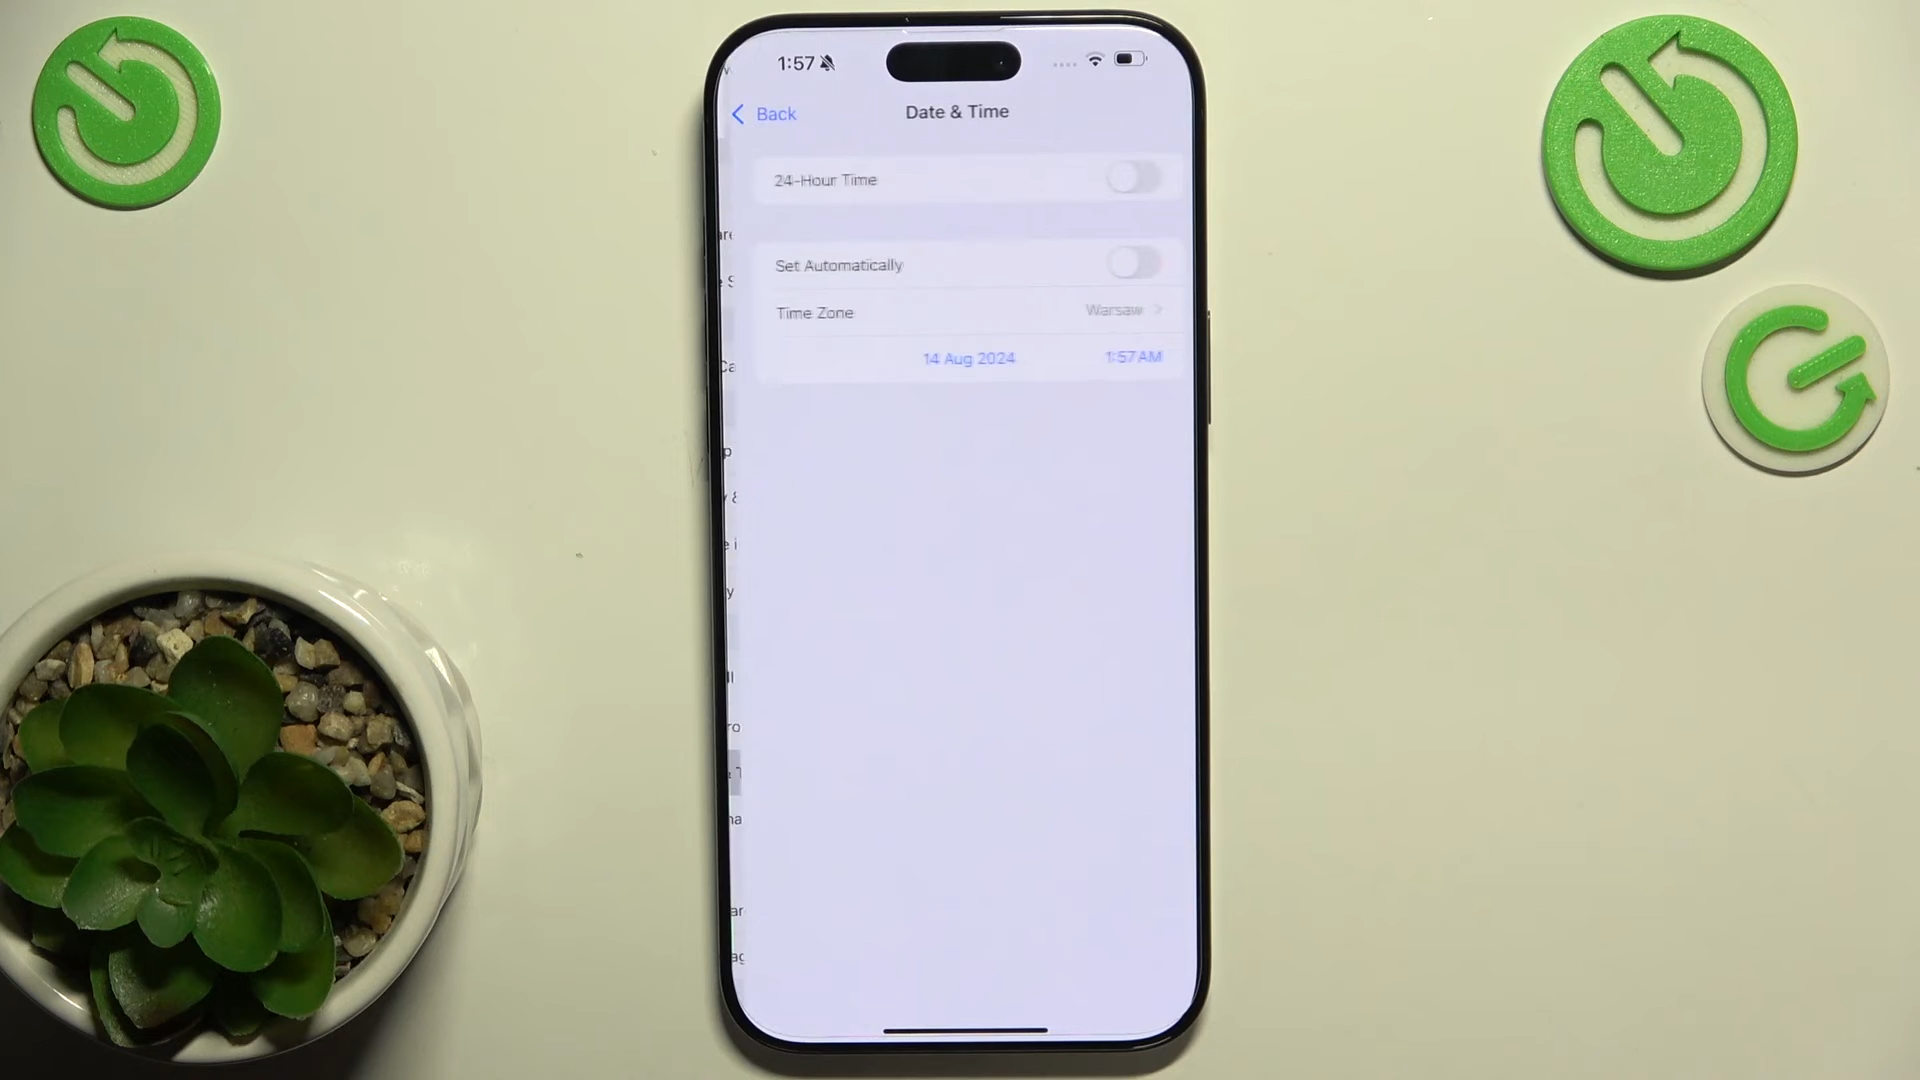 1:57
Back
Date & Time
24-Hour Time
Set Automatically
Time Zone
Warsaw
14 Aug 2024
1:57 AM